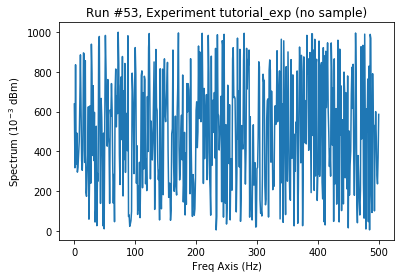 Run #53, Experiment tutorial_exp (no sample)
1000
800
600
400
200
0
Spectrum (10⁻³ dBm)
0 100 200 300 400 500
Freq Axis (Hz)